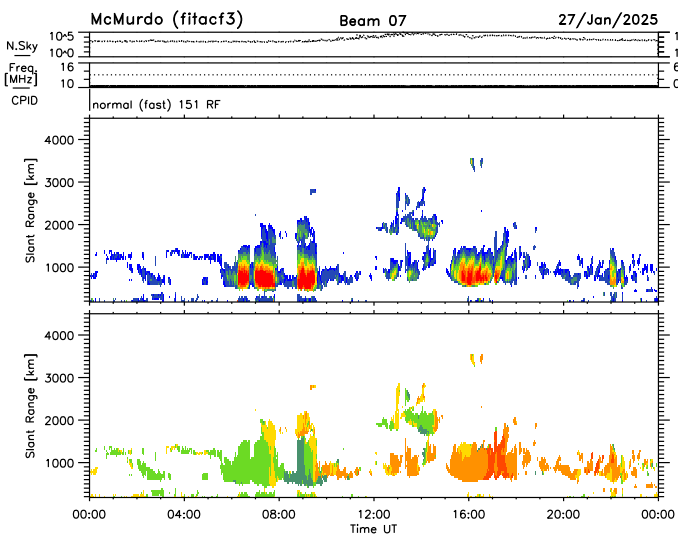 McMurdo (fitacf3) Beam 07 27/Jan/2025
N.Sky 10^5 10^0 1 1
Freq. [MHz] 16 10 6 0
CPID normal (fast) 151 RF
Slant Range [km] 4000 3000 2000 1000
Slant Range [km] 4000 3000 2000 1000
00:00 04:00 08:00 12:00 16:00 20:00 00:00
Time UT